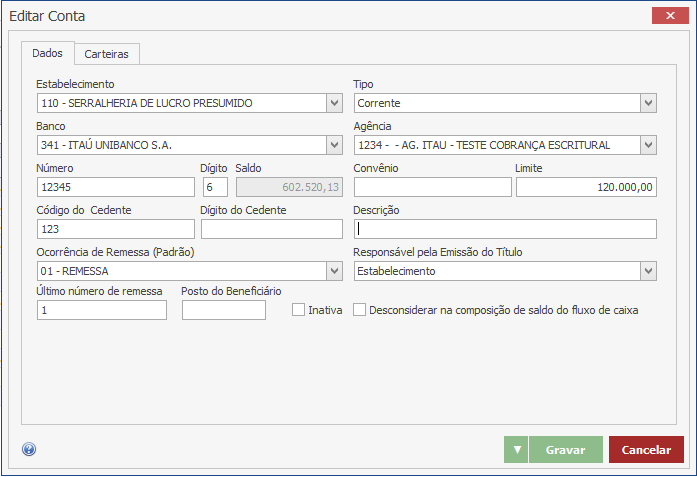 Editar Conta
Dados Carteiras
Estabelecimento Tipo
110 - SERRALHERIA DE LUCRO PRESUMIDO Corrente
Banco Agência
341 - ITAÚ UNIBANCO S.A. 1234 -  - AG. ITAU - TESTE COBRANÇA ESCRITURAL
Número Dígito Saldo Convênio Limite
12345 6 602.520,13 120.000,00
Código do  Cedente Dígito do Cedente Descrição
123
Ocorrência de Remessa (Padrão) Responsável pela Emissão do Título
01 - REMESSA Estabelecimento
Último número de remessa Posto do Beneficiário
1 Inativa Desconsiderar na composição de saldo do fluxo de caixa
Gravar Cancelar